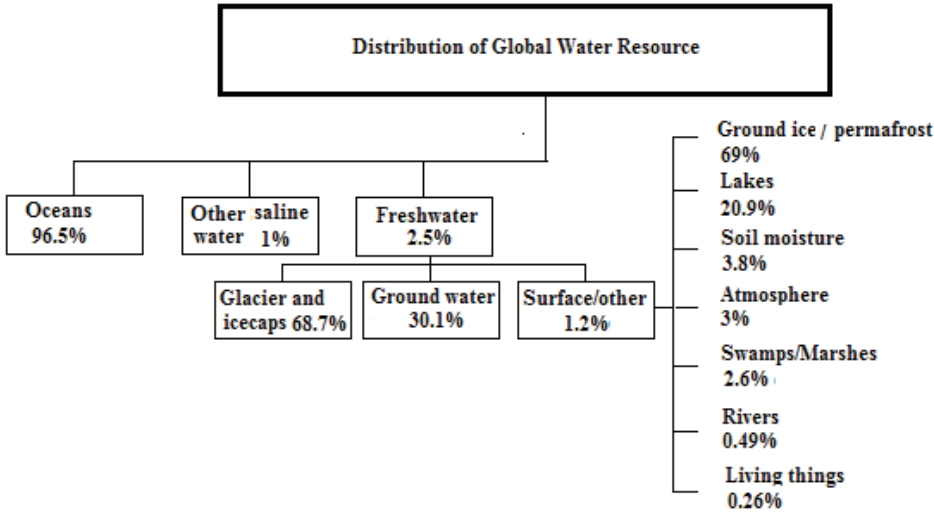 Distribution of Global Water Resource
Oceans
96.5%
Other saline
water 1%
Freshwater
2.5%
Glacier and
icecaps 68.7%
Ground water
30.1%
Surface/other
1.2%
Ground ice / permafrost
69%
Lakes
20.9%
Soil moisture
3.8%
Atmosphere
3%
Swamps/Marshes
2.6%
Rivers
0.49%
Living things
0.26%